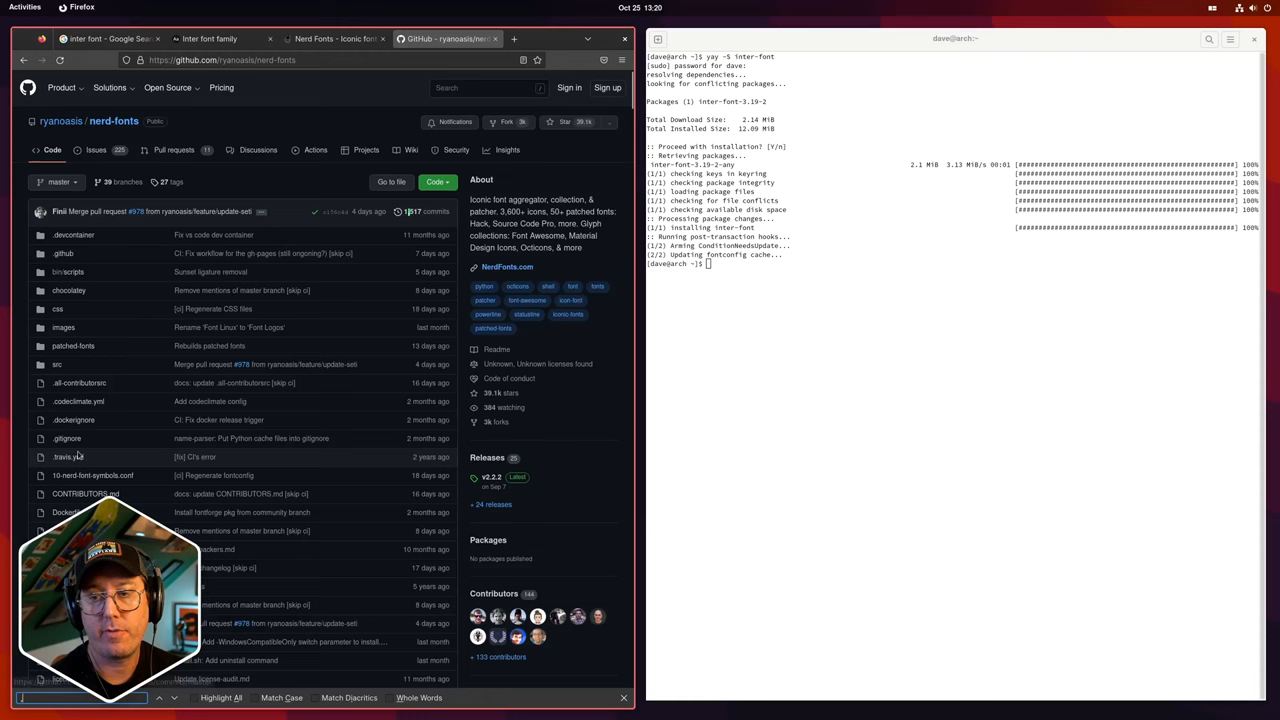 Activities
Firefox
Oct 25 13:20
inter font - Google Sear
Inter font family
Nerd Fonts - Iconic font
GitHub - ryanoasis/nerd
https://github.com/ryanoasis/nerd-fonts
Product
Solutions
Open Source
Pricing
Search
/
Sign in
Sign up
ryanoasis / nerd-fonts
Public
Notifications
Fork 3k
Star 39.1k
Code
Issues 225
Pull requests 11
Discussions
Actions
Projects
Wiki
Security
Insights
master
39 branches
27 tags
Go to file
Code
Finii Merge pull request #978 from ryanoasis/feature/update-seti
4 days ago
commits
.devcontainer Fix vs code dev container 11 months ago
.github CI: Fix workflow for the gh-pages (still ongoing?) [skip ci] 7 days ago
bin/scripts Sunset ligature removal 8 days ago
chocolatey Remove mentions of master branch [skip ci] 8 days ago
css [ci] Regenerate CSS files 18 days ago
images Rename 'Font Linux' to 'Font Logos' last month
patched-fonts Rebuilds patched fonts 13 days ago
src Merge pull request #978 from ryanoasis/feature/update-seti 4 days ago
.all-contributorsrc docs: update .all-contributorsrc [skip ci] 16 days ago
.codeclimate.yml Add codeclimate config 2 months ago
.dockerignore CI: Fix docker release trigger 2 months ago
.gitignore name-parser: Put Python cache files into gitignore 2 months ago
.travis.yml [fix] CI's error 2 years ago
10-nerd-font-symbols.conf [ci] Regenerate fontconfig 18 days ago
CONTRIBUTORS.md docs: update CONTRIBUTORS.md [skip ci] 16 days ago
Install fontforge pkg from community branch 2 months ago
Remove mentions of master branch [skip ci] 8 days ago
10 months ago
[skip ci] 17 days ago
5 years ago
mentions of master branch [skip ci] 8 days ago
request #978 from ryanoasis/feature/update-seti 4 days ago
Add -WindowsCompatibleOnly switch parameter to install.… last month
Add uninstall command last month
license-audit.md last month
About
Iconic font aggregator, collection, &
patcher. 3,600+ icons, 50+ patched fonts:
Hack, Source Code Pro, more. Glyph
collections: Font Awesome, Material
Design Icons, Octicons, & more
NerdFonts.com
python octicons shell font fonts
patcher font-awesome icon-font
powerline statusline iconic-fonts
patched-fonts
Readme
Unknown, Unknown licenses found
Code of conduct
39.1k stars
384 watching
3k forks
Releases 25
v2.2.2 Latest
on Sep 7
+ 24 releases
Packages
No packages published
Contributors 144
+ 133 contributors
Highlight All
Match Case
Match Diacritics
Whole Words
dave@arch:~
[dave@arch ~]$ yay -S inter-font
[sudo] password for dave:
resolving dependencies...
looking for conflicting packages...
Packages (1) inter-font-3.19-2
Total Download Size: 2.14 MiB
Total Installed Size: 12.09 MiB
:: Proceed with installation? [Y/n]
:: Retrieving packages...
inter-font-3.19-2-any 2.1 MiB 3.13 MiB/s 00:01 100%
(1/1) checking keys in keyring 100%
(1/1) checking package integrity 100%
(1/1) loading package files 100%
(1/1) checking for file conflicts 100%
(1/1) checking available disk space 100%
:: Processing package changes...
(1/1) installing inter-font 100%
:: Running post-transaction hooks...
(1/2) Arming ConditionNeedsUpdate...
(2/2) Updating fontconfig cache...
[dave@arch ~]$